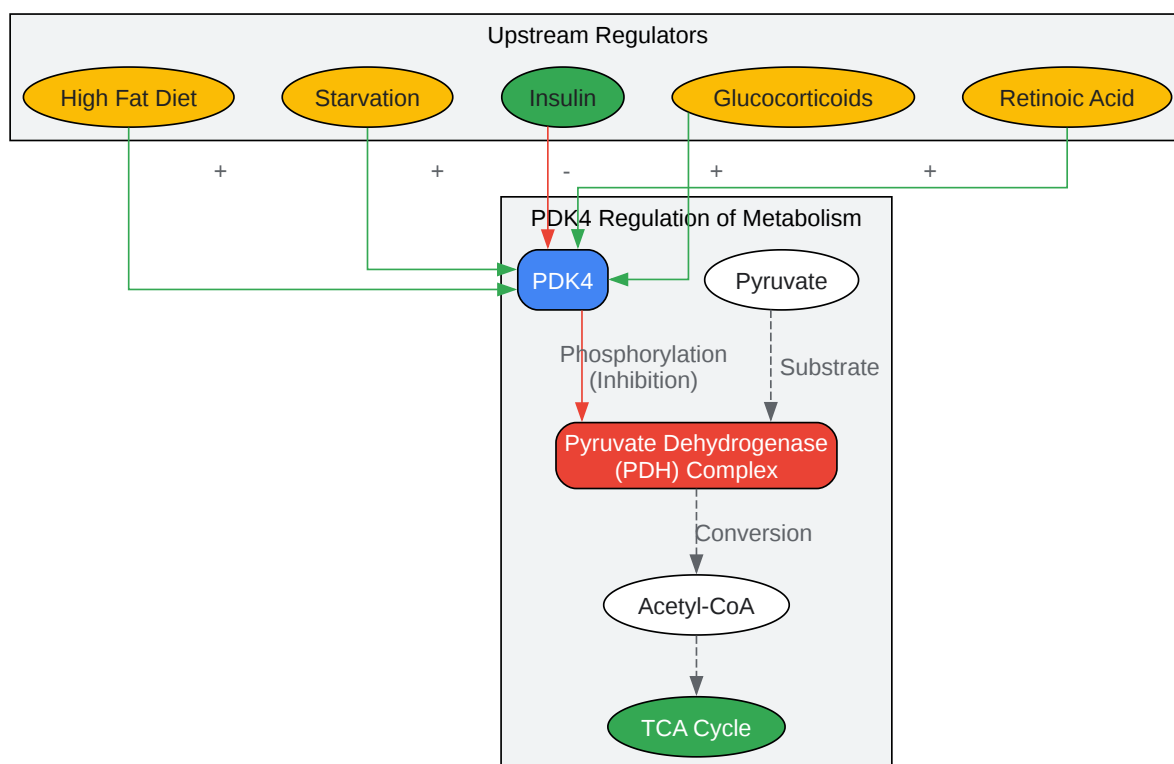 Upstream Regulators
High Fat Diet
Starvation
Insulin
Glucocorticoids
Retinoic Acid
+
+
-
+
+
PDK4 Regulation of Metabolism
PDK4
Pyruvate
Phosphorylation
(Inhibition)
Substrate
Pyruvate Dehydrogenase
(PDH) Complex
Conversion
Acetyl-CoA
TCA Cycle